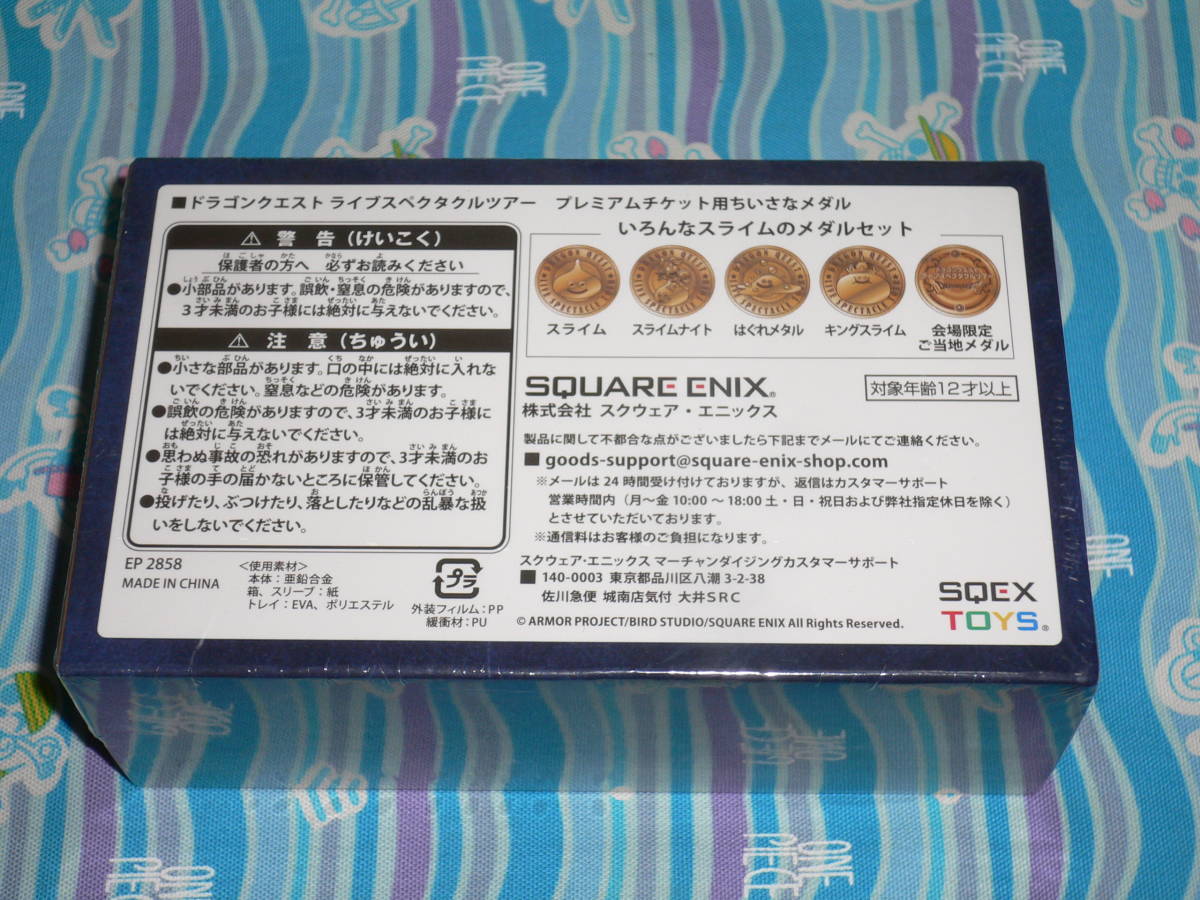 ■ドラゴンクエスト ライブスペクタクルツアー プレミアムチケット用ちいさなメダル
いろんなスライムのメダルセット
スライム
スライムナイト
はぐれメタル
キングスライム
会場限定
ご当地メダル
⚠ 警 告 (けいこく)
保護者の方へ 必ずお読みください
●小部品があります。誤飲・窒息の危険がありますので、
3才未満のお子様には絶対に与えないでください。
⚠ 注 意 (ちゅうい)
●小さな部品があります。口の中には絶対に入れな
いでください。窒息などの危険があります。
●誤飲の危険がありますので、3才未満のお子様に
は絶対に与えないでください。
●思わぬ事故の恐れがありますので、3才未満のお
子様の手の届かないところに保管してください。
●投げたり、ぶつけたり、落としたりなどの乱暴な扱
いをしないでください。
EP 2858
MADE IN CHINA
<使用素材>
本体:亜鉛合金
箱、スリーブ:紙
トレイ:EVA、ポリエステル
プラ
外装フィルム:PP
緩衝材:PU
SQUARE ENIX®
株式会社 スクウェア・エニックス
対象年齢12才以上
製品に関して不都合な点がございましたら下記までメールにてご連絡ください。
■goods-support@square-enix-shop.com
※メールは24時間受け付けておりますが、返信はカスタマーサポート
営業時間内(月〜金 10:00 〜 18:00 土・日・祝日および弊社指定休日を除く)
とさせていただいております。
※通信料はお客様のご負担になります。
スクウェア・エニックス マーチャンダイジングカスタマーサポート
■140-0003 東京都品川区八潮 3-2-38
佐川急便 城南店気付 大井SRC
© ARMOR PROJECT/BIRD STUDIO/SQUARE ENIX All Rights Reserved.
SQEX
TOYS®
ONE
PIECE